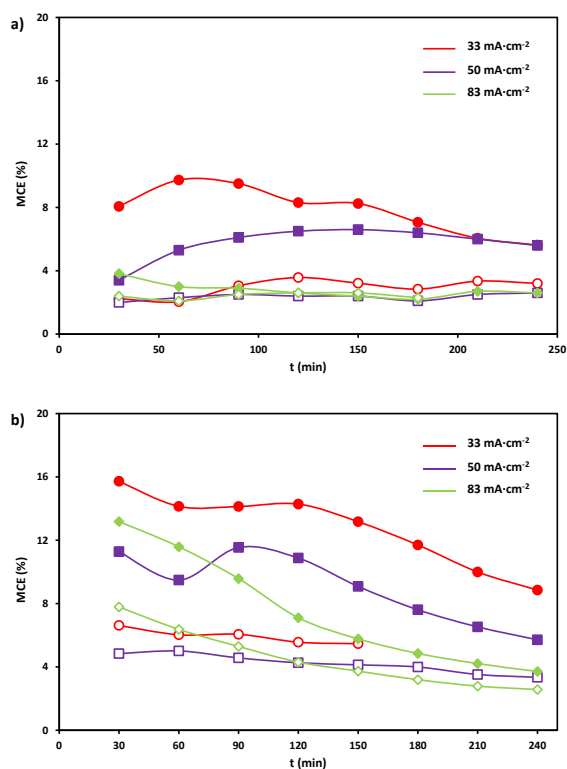 a)
20
16
12
8
4
0
MCE (%)
33 mA·cm-2
50 mA·cm-2
83 mA·cm-2
0 50 100 150 200 250
t (min)
b)
20
16
12
8
4
0
MCE (%)
33 mA·cm-2
50 mA·cm-2
83 mA·cm-2
0 30 60 90 120 150 180 210 240
t (min)